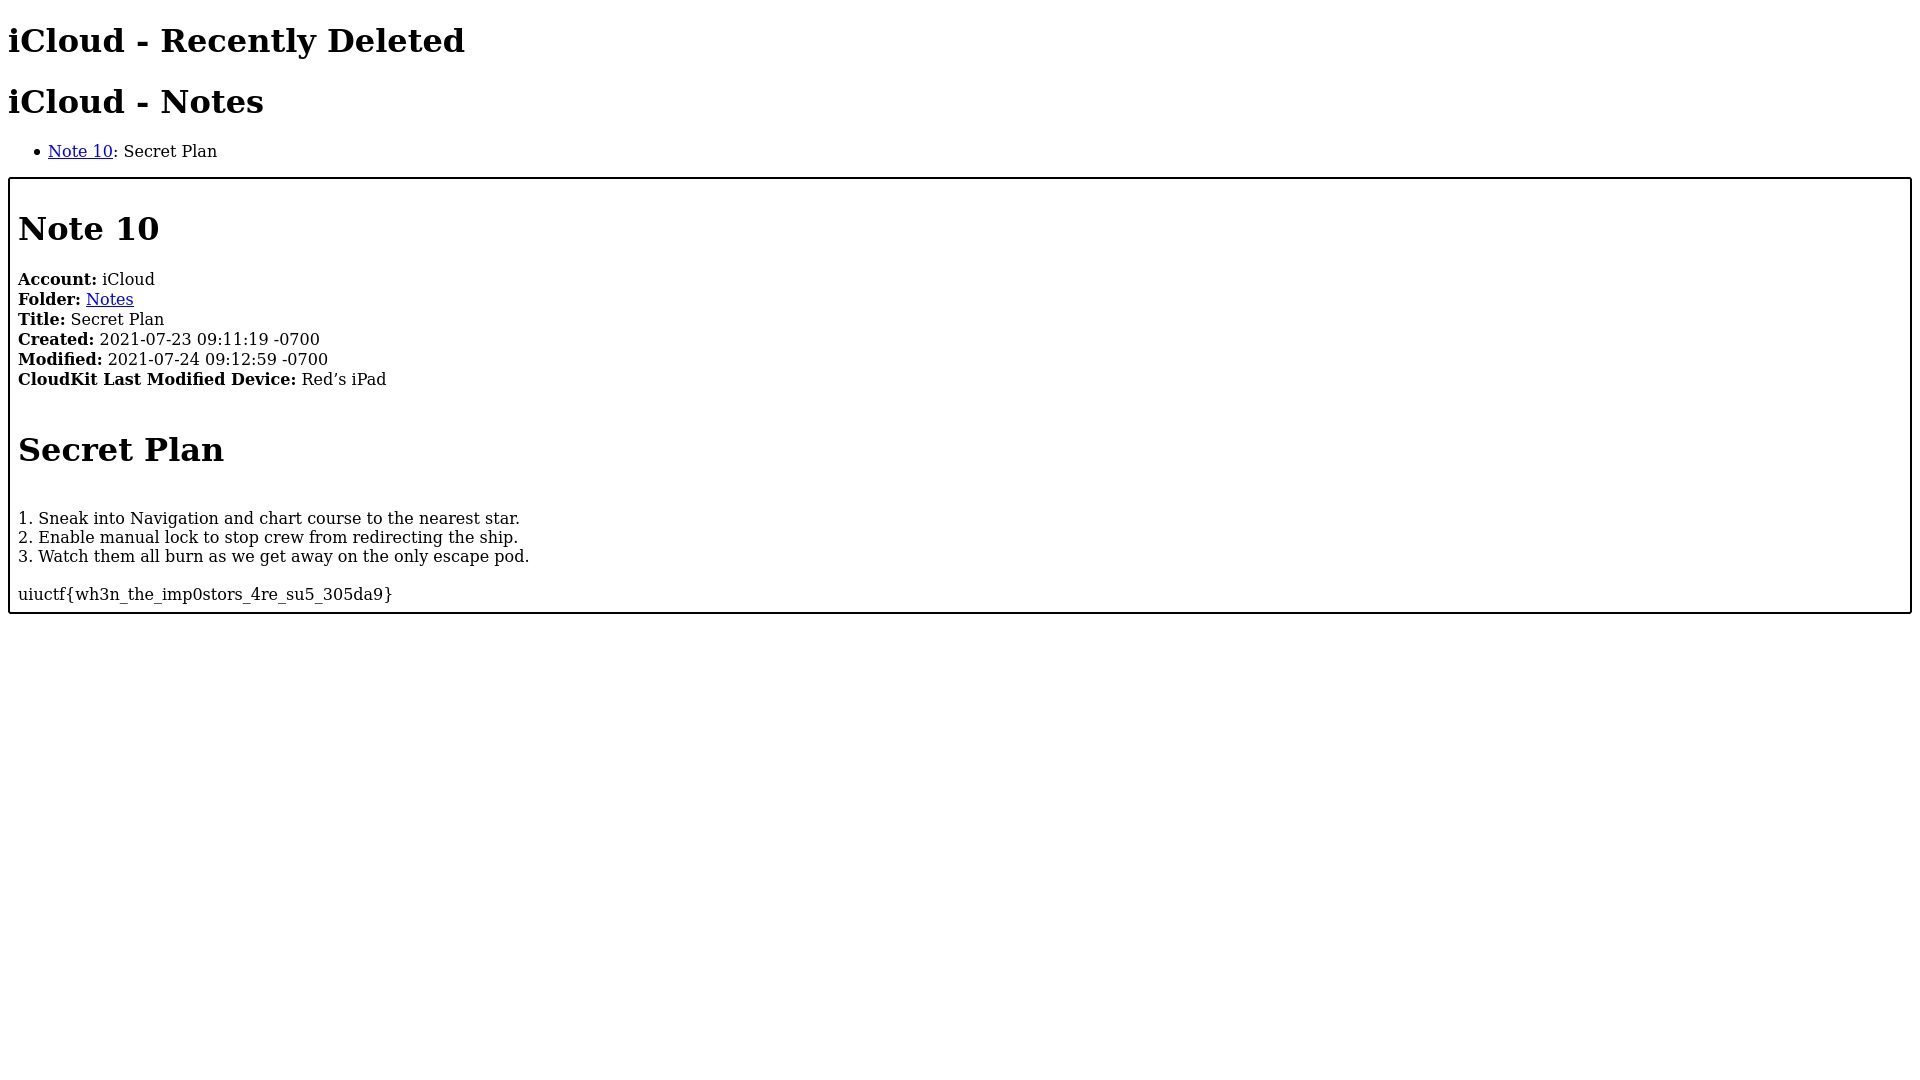 iCloud - Recently Deleted
iCloud - Notes
• Note 10: Secret Plan
Note 10
Account: iCloud
Folder: Notes
Title: Secret Plan
Created: 2021-07-23 09:11:19 -0700
Modified: 2021-07-24 09:12:59 -0700
CloudKit Last Modified Device: Red’s iPad
Secret Plan
1. Sneak into Navigation and chart course to the nearest star.
2. Enable manual lock to stop crew from redirecting the ship.
3. Watch them all burn as we get away on the only escape pod.
uiuctf{wh3n_the_imp0stors_4re_su5_305da9}